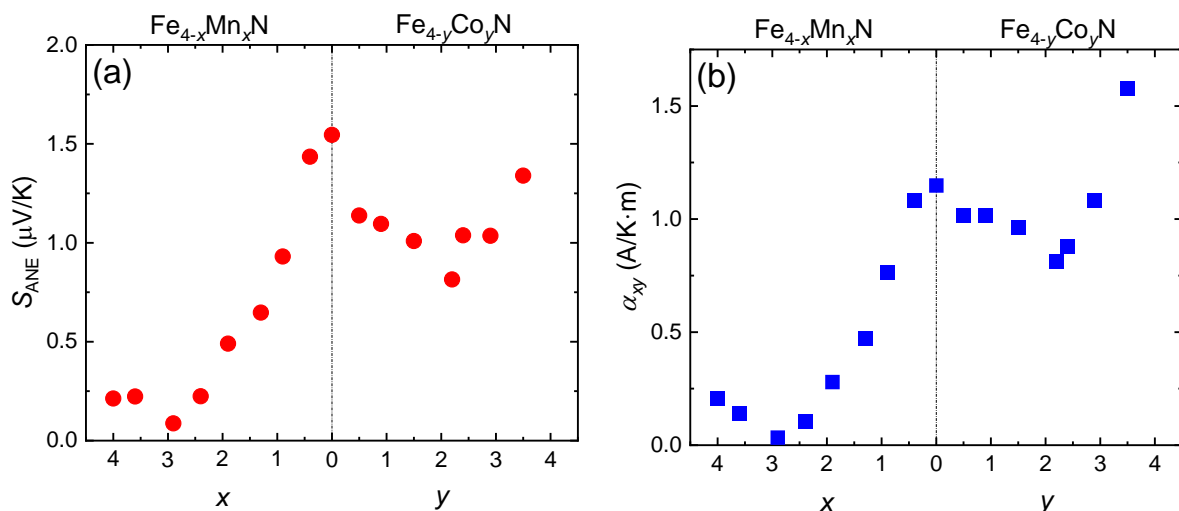 Fe4-xMnxN Fe4-yCoyN
(a)
2.0
1.5
1.0
0.5
0.0
SANE (μV/K)
4 3 2 1 0 1 2 3 4
x y
Fe4-xMnxN Fe4-yCoyN
(b)
1.5
1.0
0.5
0.0
αxy (A/K·m)
4 3 2 1 0 1 2 3 4
x y